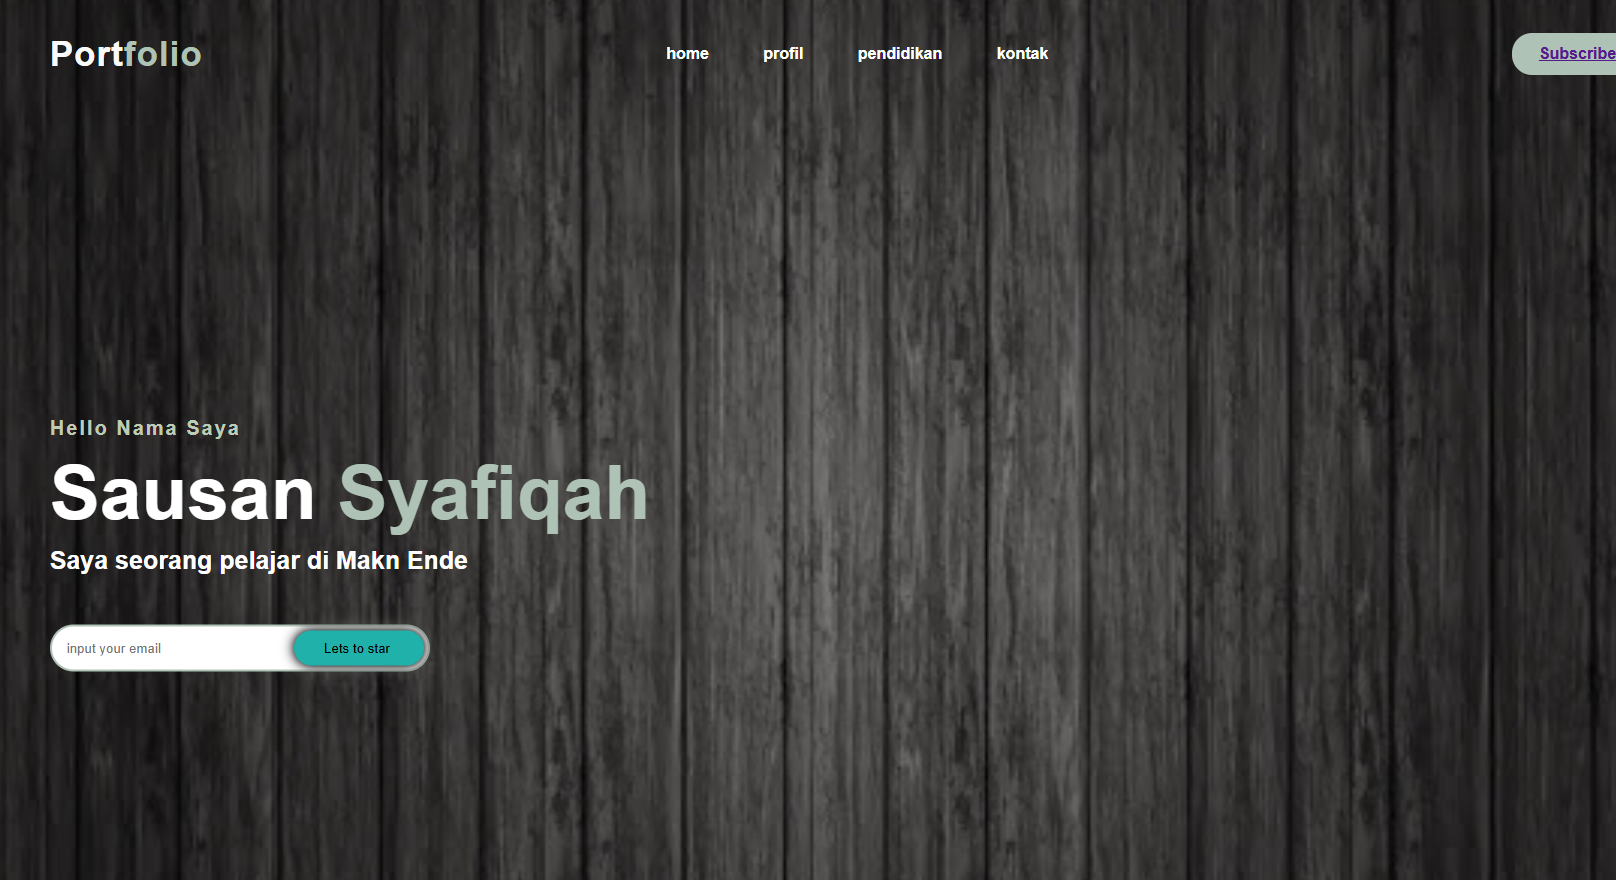 Portfolio
home profil pendidikan kontak
Subscribe
Hello Nama Saya
Sausan Syafiqah
Saya seorang pelajar di Makn Ende
input your email Lets to star